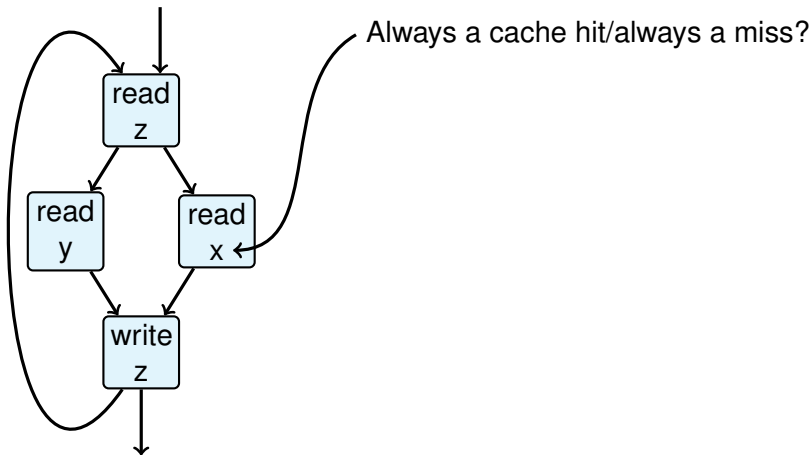 Always a cache hit/always a miss?
read
z
read
y
read
x
write
z